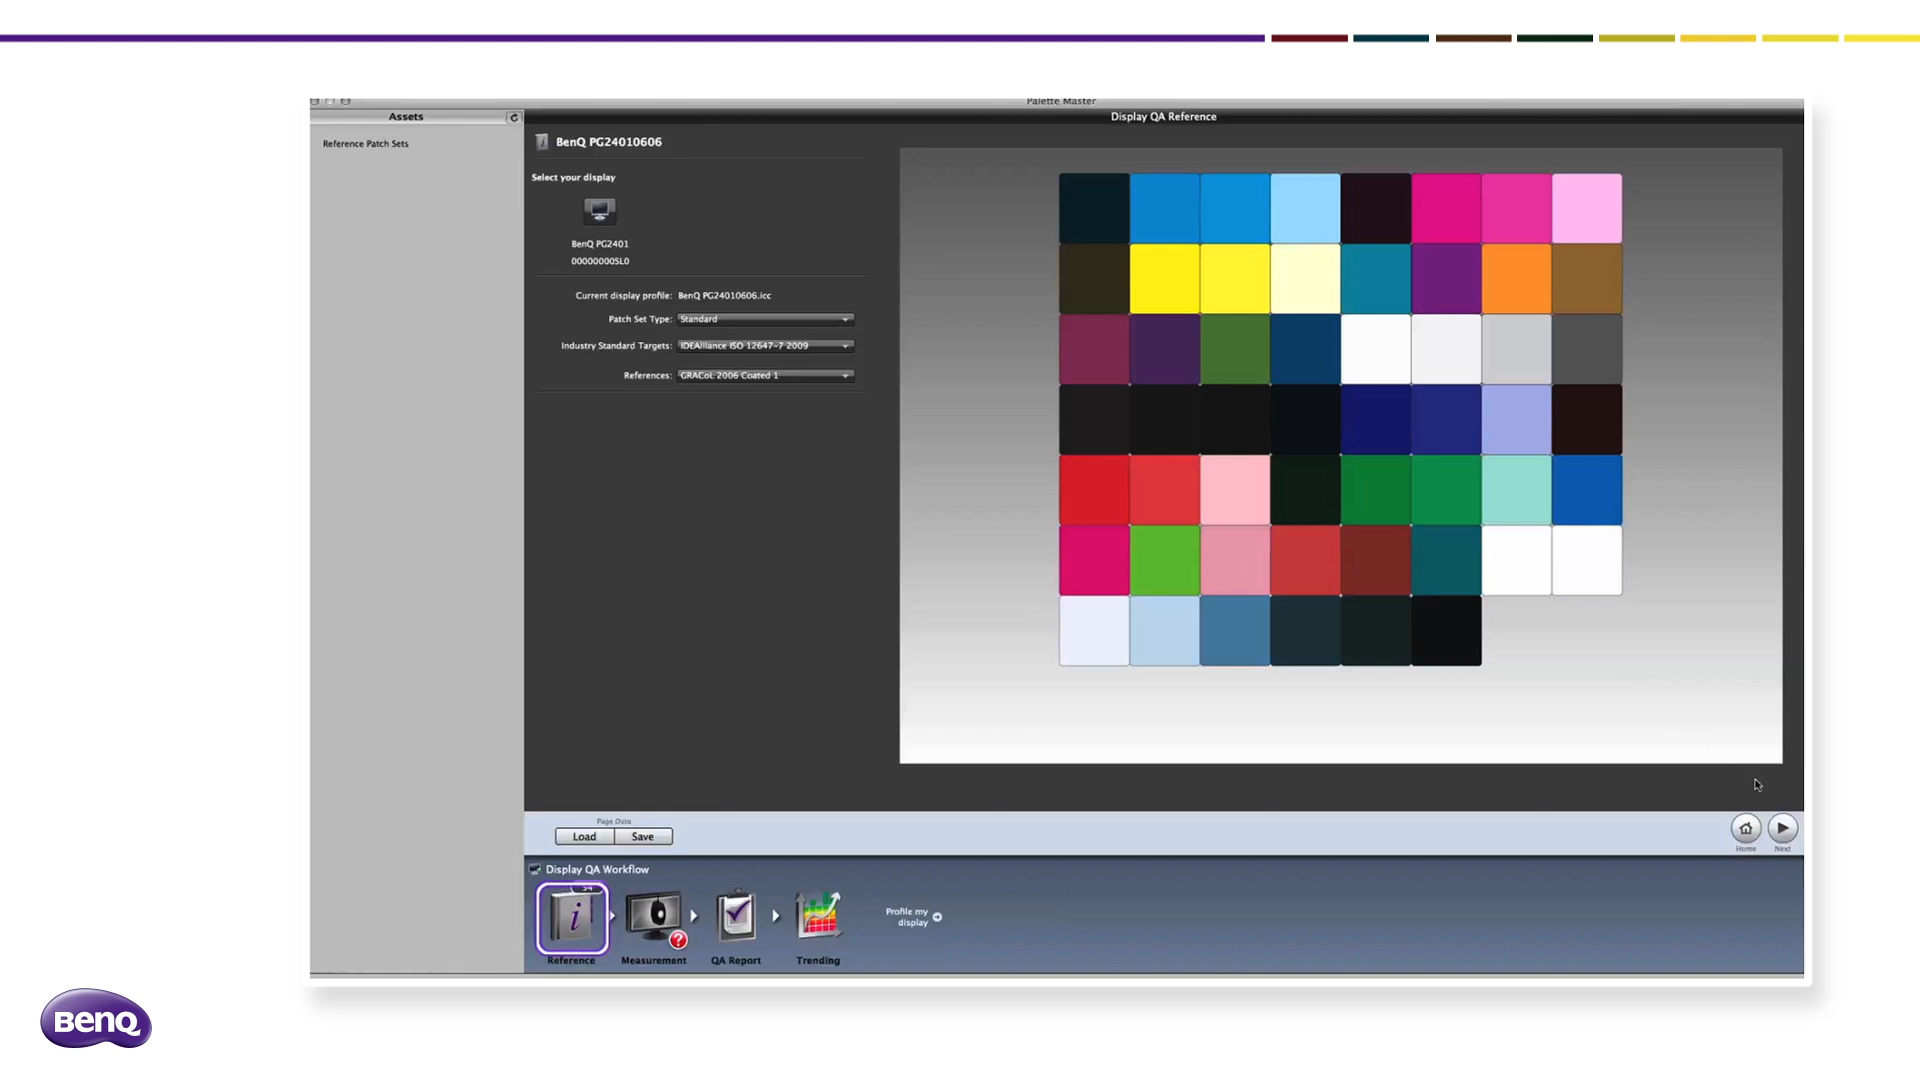 Palette Master
Assets
Display QA Reference
Reference Patch Sets
BenQ PG24010606
Select your display
BenQ PG2401
00000000SL0
Current display profile: BenQ PG24010606.icc
Patch Set Type: Standard
Industry Standard Targets: IDEAlliance ISO 12647-7 2009
References: GRACoL 2006 Coated 1
Page Data
Load
Save
Home
Next
Display QA Workflow
54
Reference
Measurement
QA Report
Trending
Profile my
display
BenQ